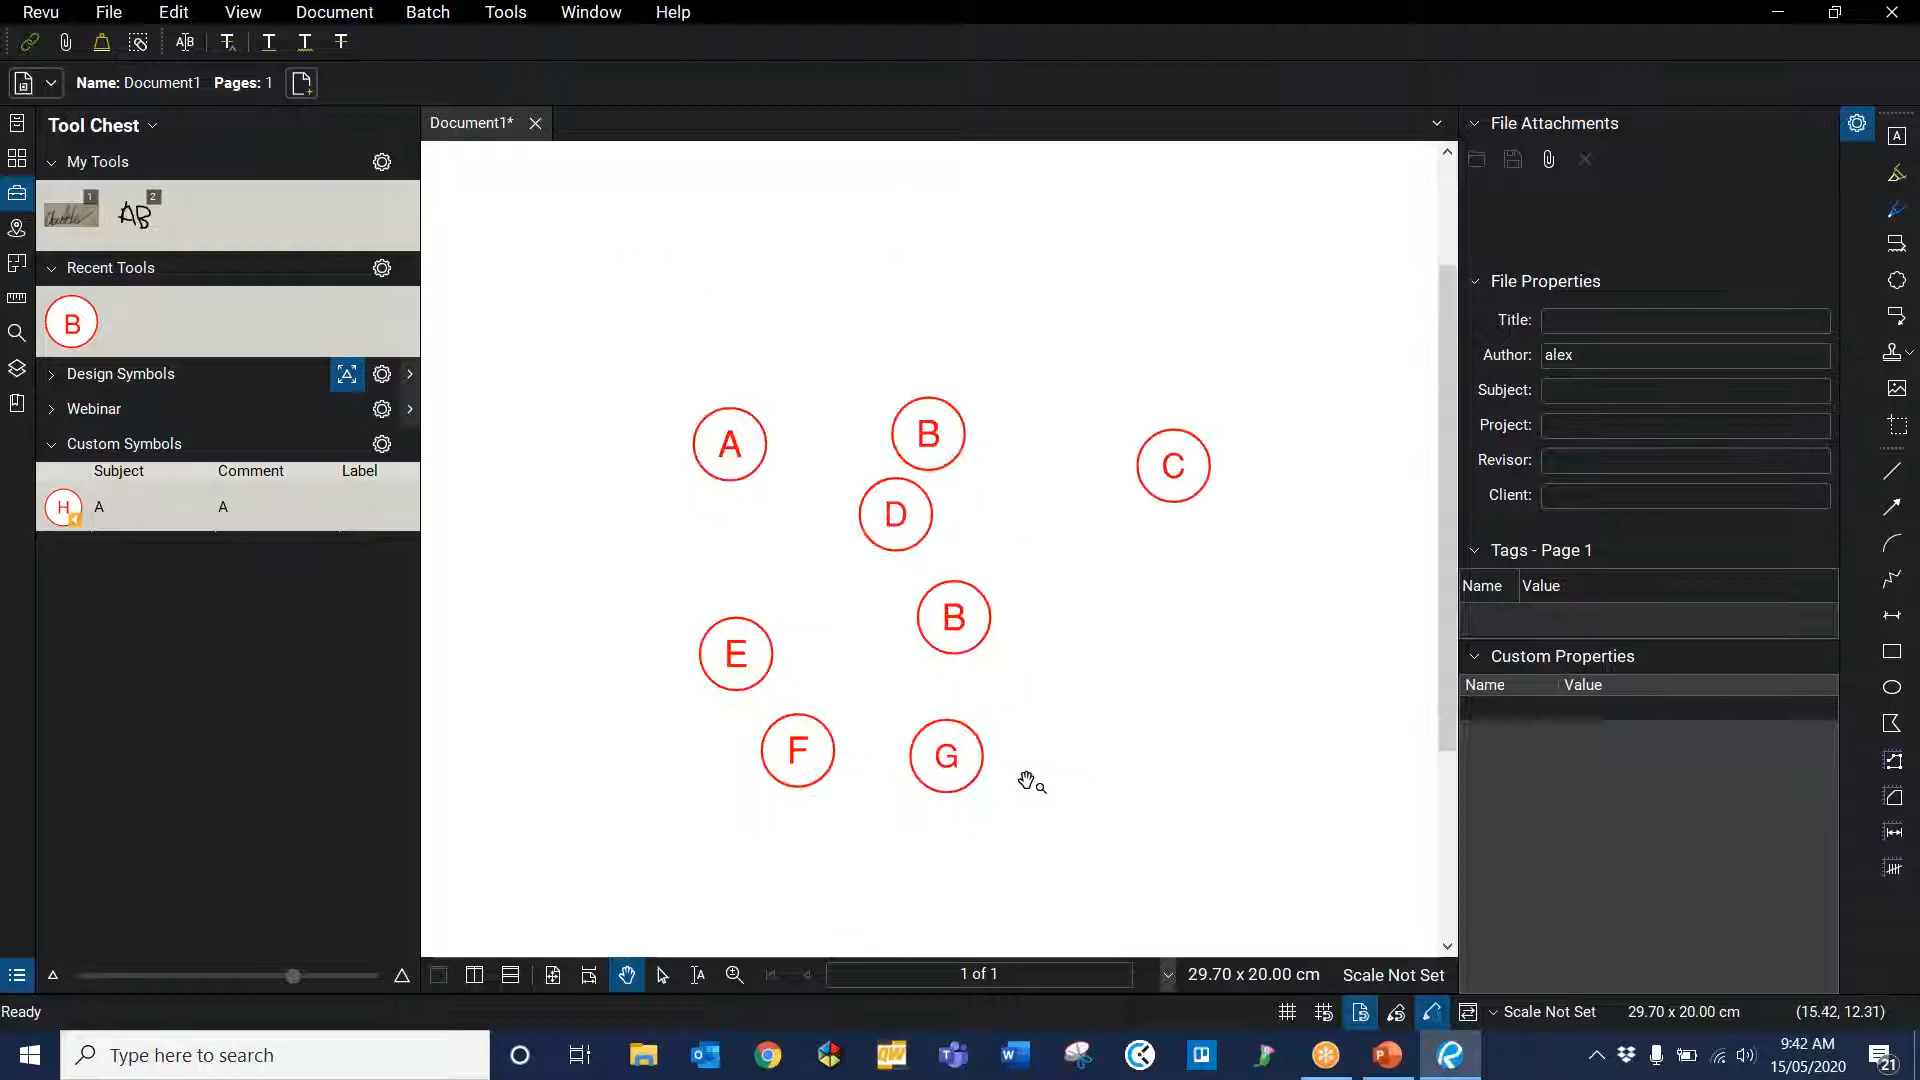 Revu File Edit View Document Batch Tools Window Help
Name: Document1 Pages: 1
Tool Chest
Document1*
File Attachments
My Tools
1
2
AB
Recent Tools
B
Design Symbols
Webinar
Custom Symbols
Subject Comment Label
H A A
A
B
C
D
B
E
F
G
File Properties
Title:
Author: alex
Subject:
Project:
Revisor:
Client:
Tags - Page 1
Name Value
Custom Properties
Name Value
1 of 1
29.70 x 20.00 cm Scale Not Set
Ready
Scale Not Set 29.70 x 20.00 cm (15.42, 12.31)
Type here to search
9:42 AM
15/05/2020
21